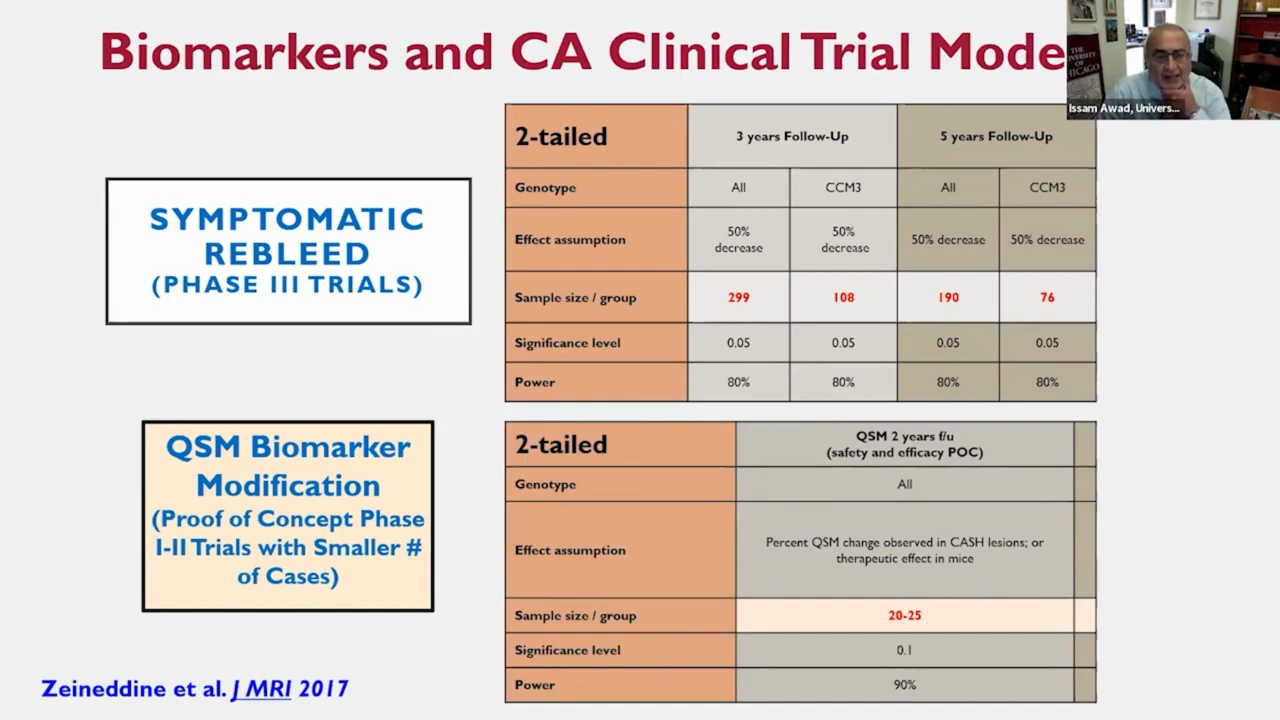 Biomarkers and CA Clinical Trial Mode
THE
UNIVERSITY
OF
CHICAGO
Issam Awad, Univers...
SYMPTOMATIC
REBLEED
(PHASE III TRIALS)
2-tailed 3 years Follow-Up 5 years Follow-Up
Genotype All CCM3 All CCM3
Effect assumption 50% decrease 50% decrease 50% decrease 50% decrease
Sample size / group 299 108 190 76
Significance level 0.05 0.05 0.05 0.05
Power 80% 80% 80% 80%
QSM Biomarker
Modification
(Proof of Concept Phase
I-II Trials with Smaller #
of Cases)
2-tailed QSM 2 years f/u
(safety and efficacy POC)
Genotype All
Effect assumption Percent QSM change observed in CASH lesions; or
therapeutic effect in mice
Sample size / group 20-25
Significance level 0.1
Power 90%
Zeineddine et al. J MRI 2017